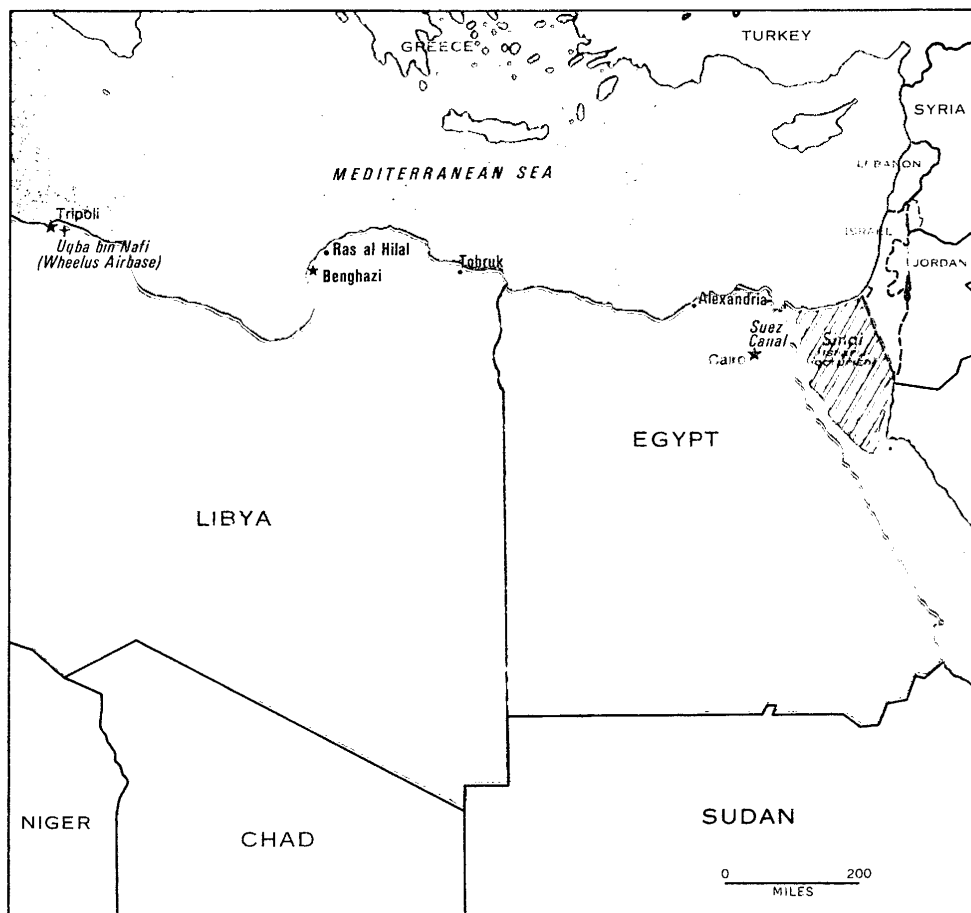 GREECE
TURKEY
SYRIA
LEBANON
MEDITERRANEAN SEA
Tripoli
Uqba bin Nafi
(Wheelus Airbase)
Ras al Hilal
Benghazi
Tobruk
ISRAEL
JORDAN
Alexandria
Suez
Canal
Cairo
Sinai
EGYPT
LIBYA
NIGER
CHAD
SUDAN
0 200
MILES